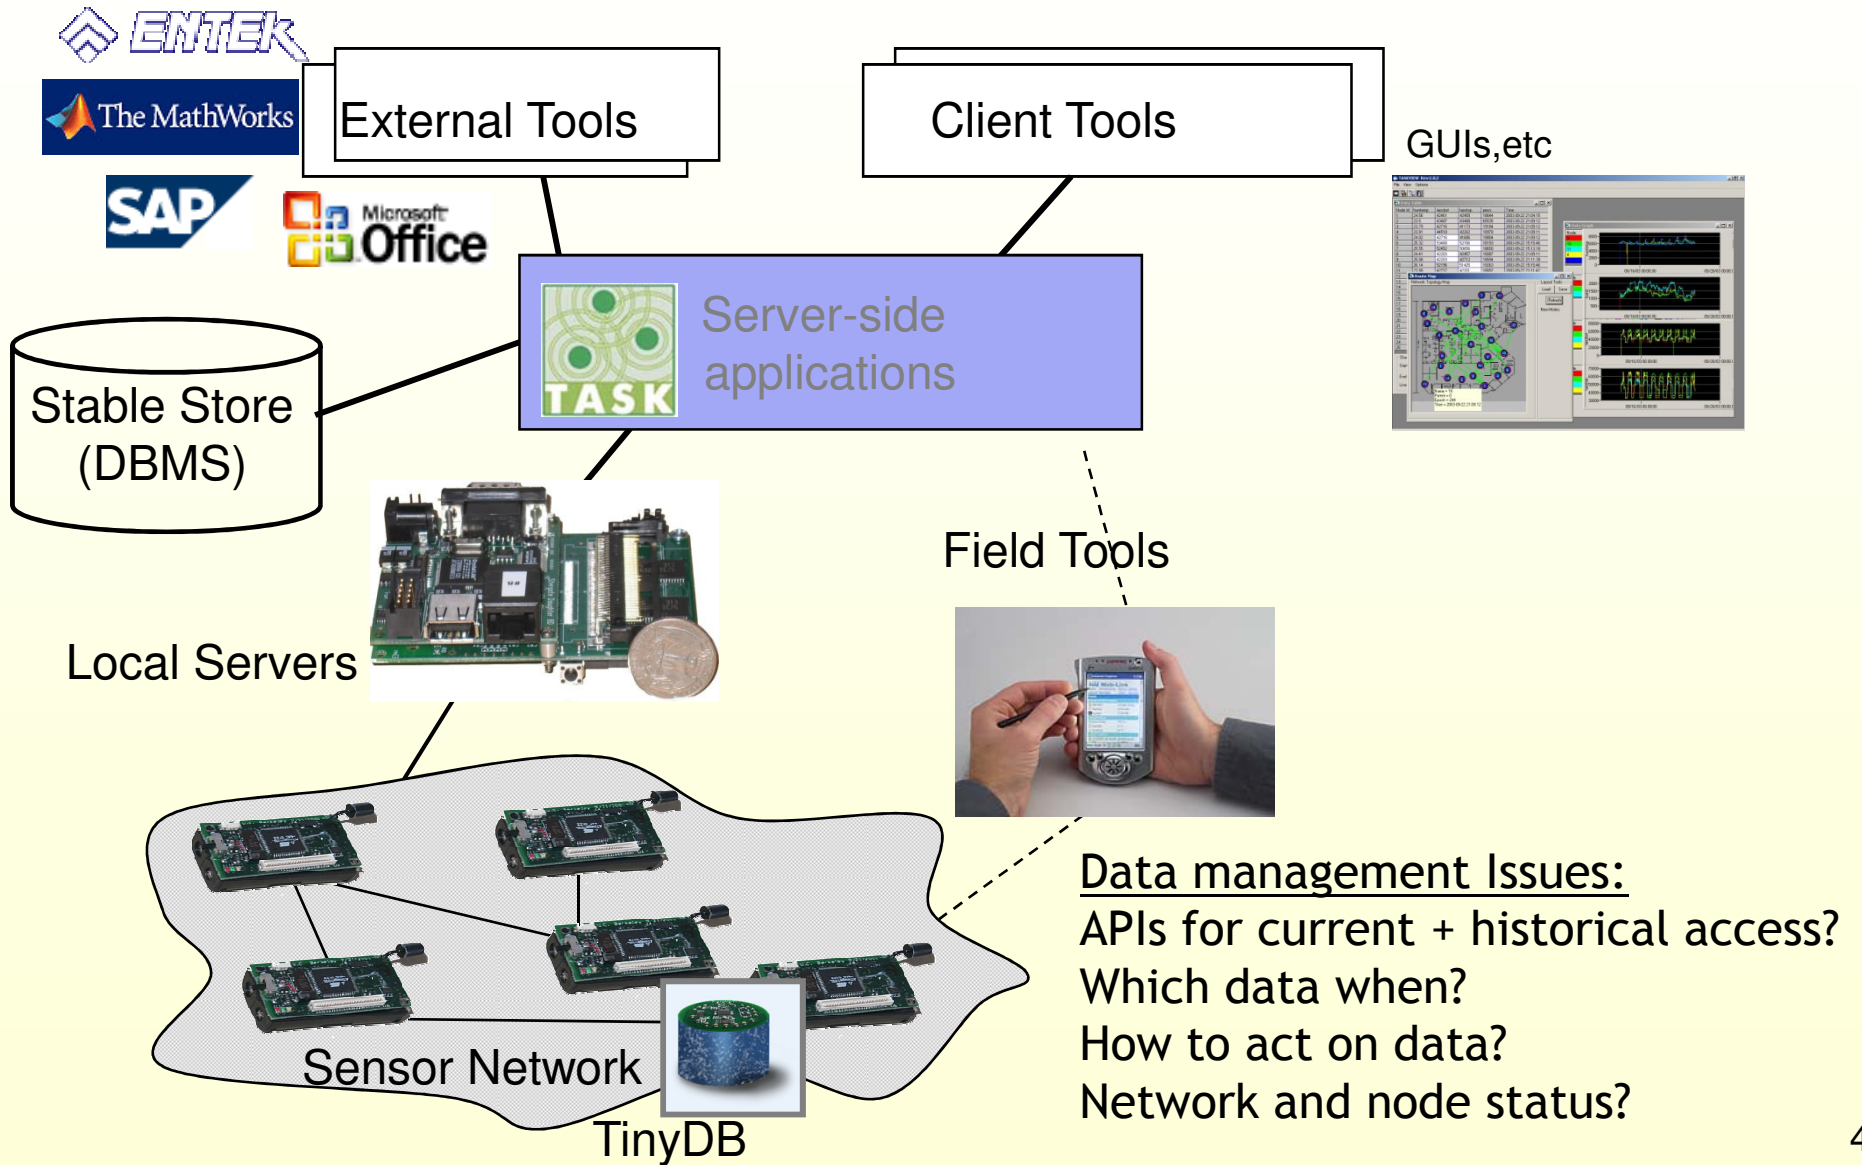 ENTEK
The MathWorks
External Tools
Client Tools
GUIs,etc
SAP
Microsoft
Office
Server-side
applications
TASK
Stable Store
(DBMS)
Field Tools
Local Servers
Data management Issues:
APIs for current + historical access?
Which data when?
How to act on data?
Network and node status?
Sensor Network
TinyDB
4